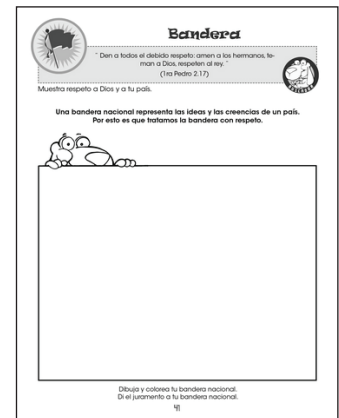 Bandera
" Den a todos el debido respeto: amen a los hermanos, te-
man a Dios, respeten al rey. "
(1ra Pedro 2.17)
Muestra respeto a Dios y a tu país.
Una bandera nacional representa las ideas y las creencias de un país.
Por esto es que tratamos la bandera con respeto.
Dibuja y colorea tu bandera nacional.
Di el juramento a tu bandera nacional.
41